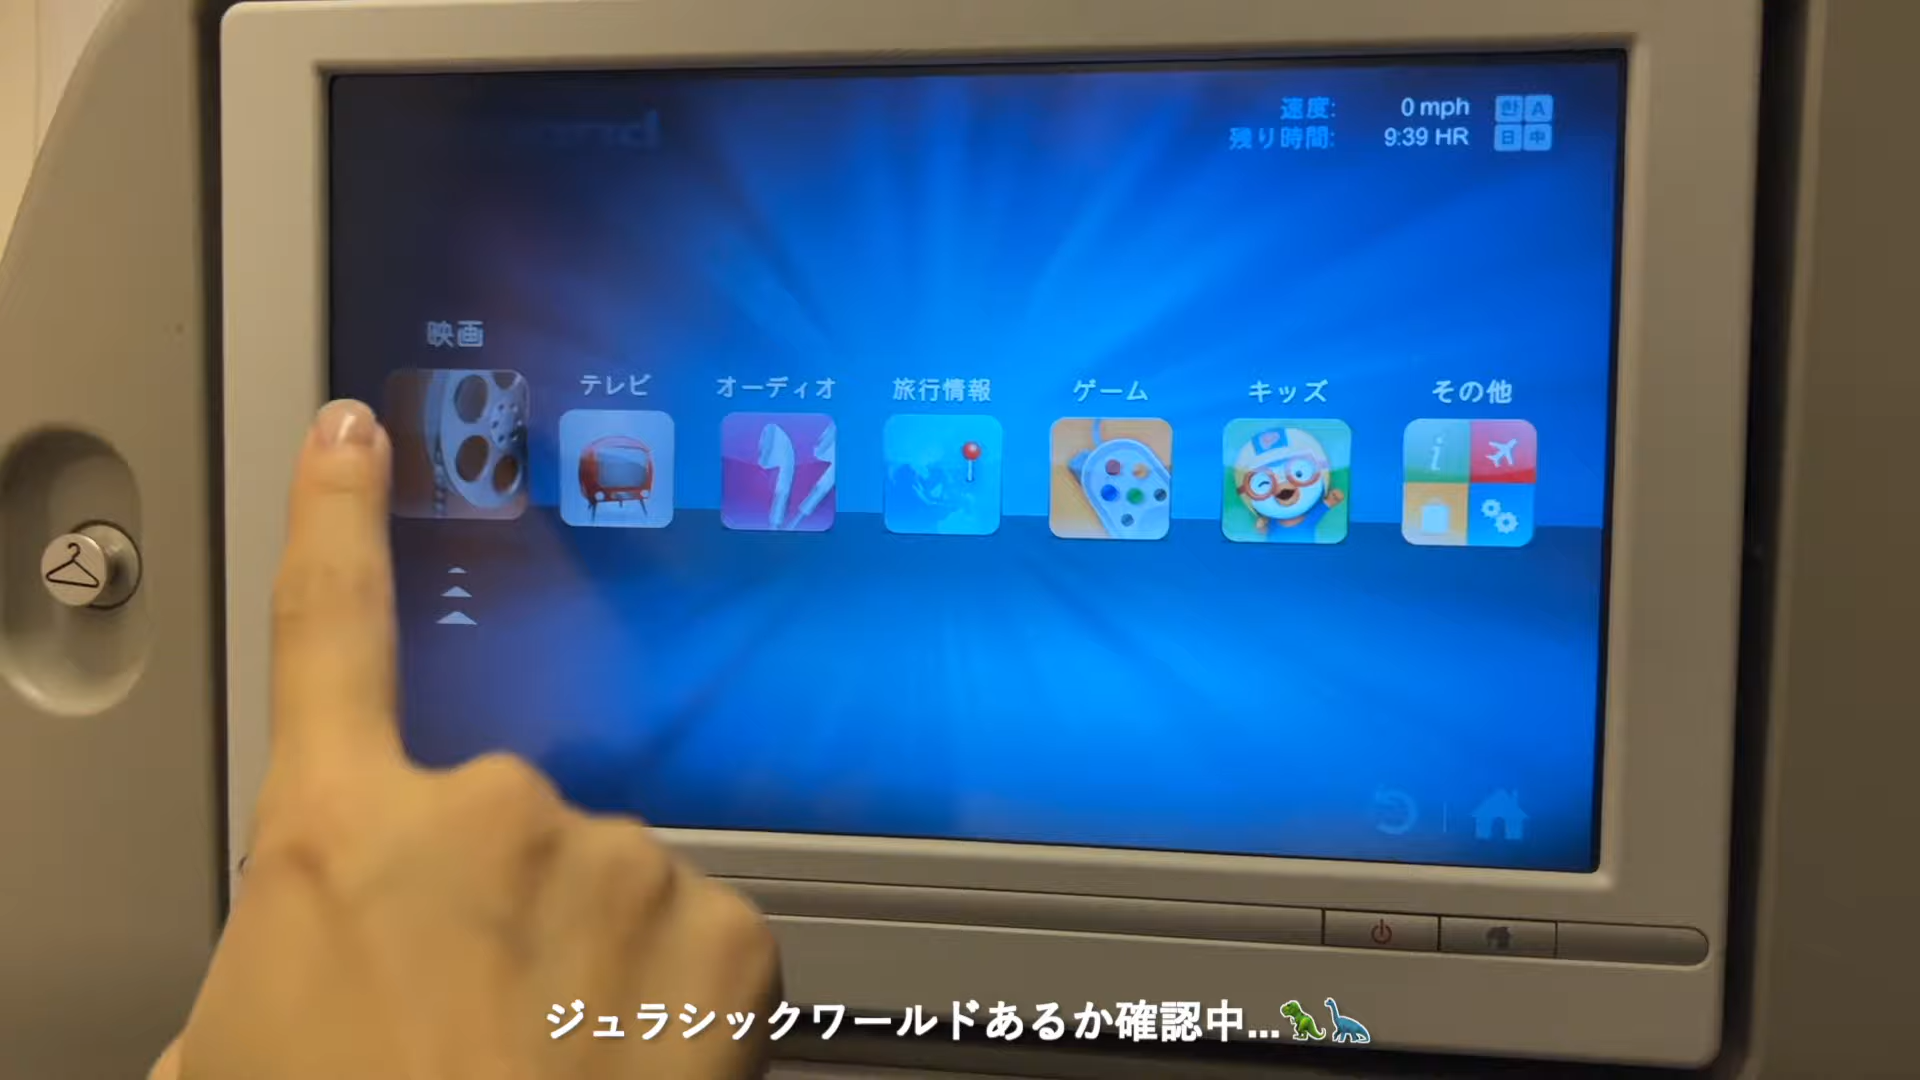 速度: 0 mph
残り時間: 9:39 HR
한 A
日 中
映画
テレビ
オーディオ
旅行情報
ゲーム
キッズ
その他
ジュラシックワールドあるか確認中...🦖🦕